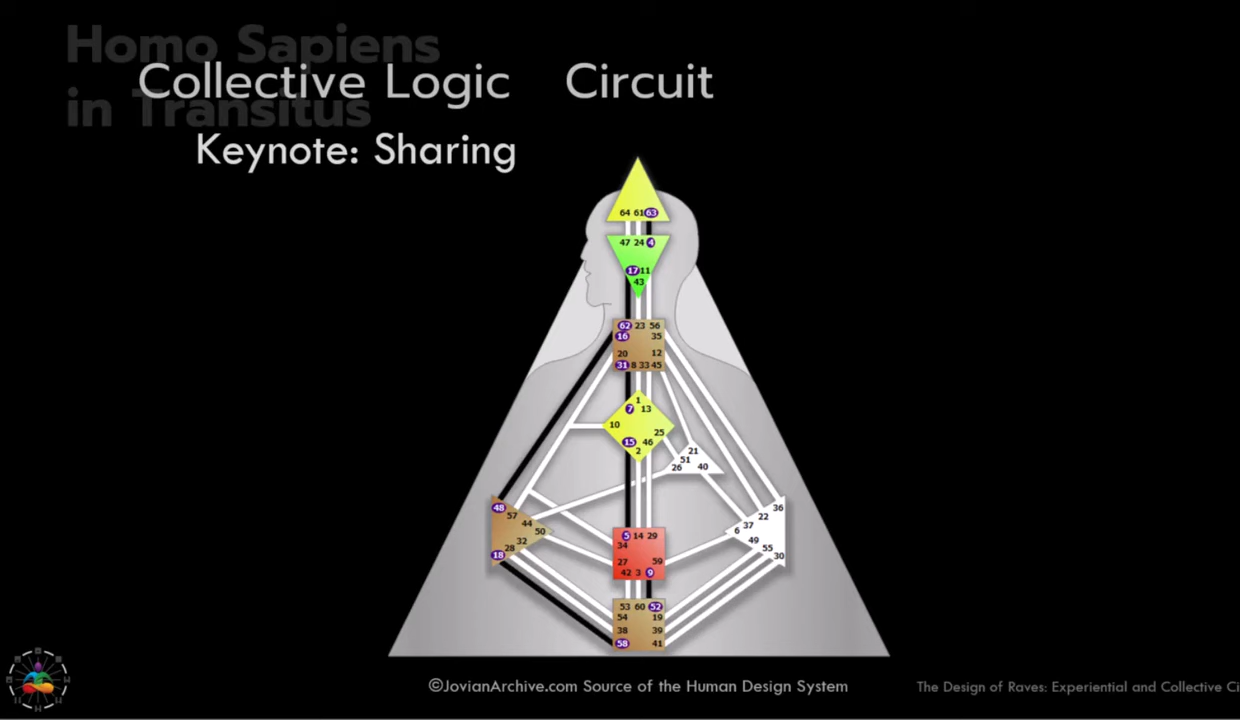 Homo Sapiens
in Transitus
Collective Logic Circuit
Keynote: Sharing
64 61 63
47 24 4
17 11
43
62 23 56
16 35
20 12
31 8 33 45
1
7 13
10
25
15 46
2
21
51
26 40
48
57
44
50
32
28
18
36
22
37
6
49
55
30
5 14 29
34
27 59
42 3 9
53 60 52
54 19
38 39
58 41
©JovianArchive.com Source of the Human Design System
The Design of Raves: Experiential and Collective Ci